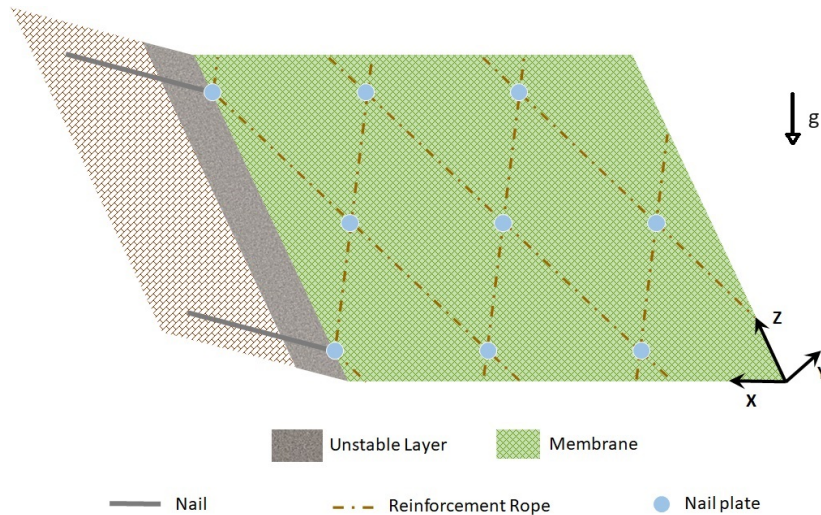 g
Z
Y
X
Unstable Layer
Membrane
Nail
Reinforcement Rope
Nail plate